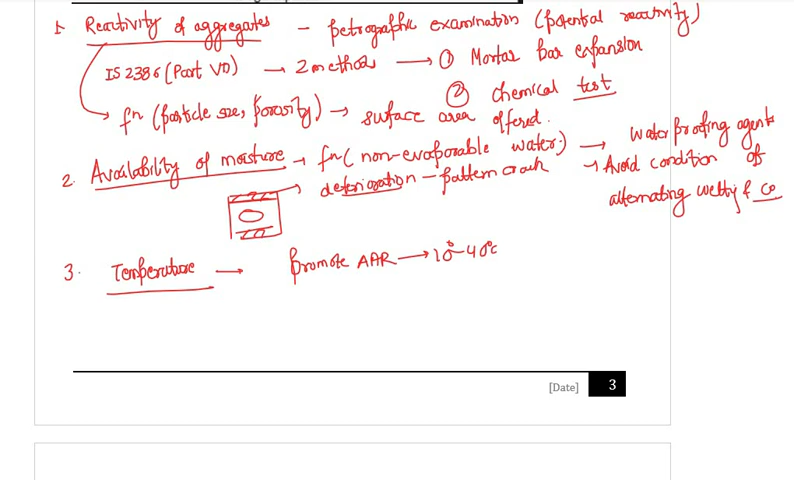 1. Reactivity of aggregates - petrographic examination (potential reactivity)
IS 2386 (Part VII) → 2 methods → ① Mortar bar expansion
② Chemical test
→ fn (particle size, porosity) → surface area offered.
2. Availability of moisture → fn (non-evaporable water) → Water proofing agents
deterioration - pattern crack → Avoid condition of
alternating wetty & co
3. Temperature → promote AAR → 10°-40°c
[Date] 3